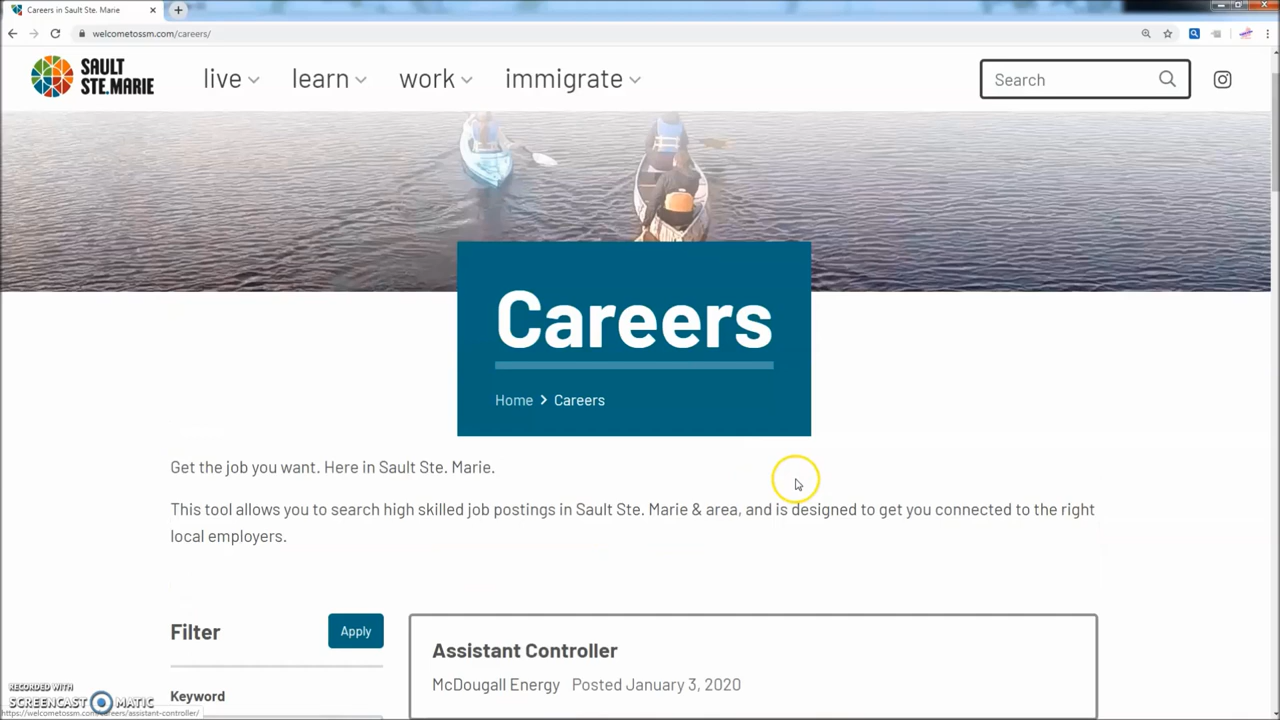 Careers in Sault Ste. Marie
welcometossm.com/careers/
SAULT
STE.MARIE
live
learn
work
immigrate
Search
Careers
Home > Careers
Get the job you want. Here in Sault Ste. Marie.
This tool allows you to search high skilled job postings in Sault Ste. Marie & area, and is designed to get you connected to the right
local employers.
Filter
Apply
Assistant Controller
McDougall Energy Posted January 3, 2020
Keyword
RECORDED WITH
SCREENCAST MATIC
https://welcometossm.com/careers/assistant-controller/